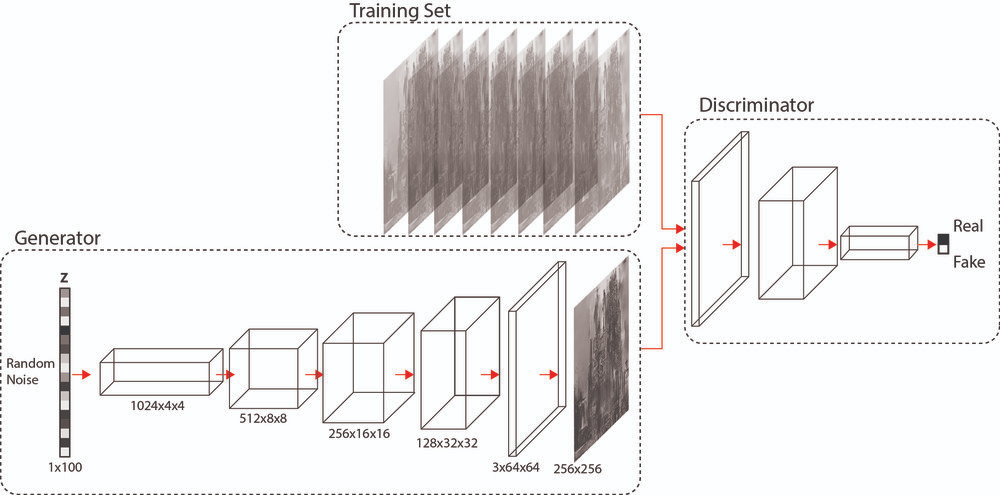 Training Set
Discriminator
Real
Fake
Generator
Z
Random
Noise
1x100
1024x4x4
512x8x8
256x16x16
128x32x32
3x64x64
256x256